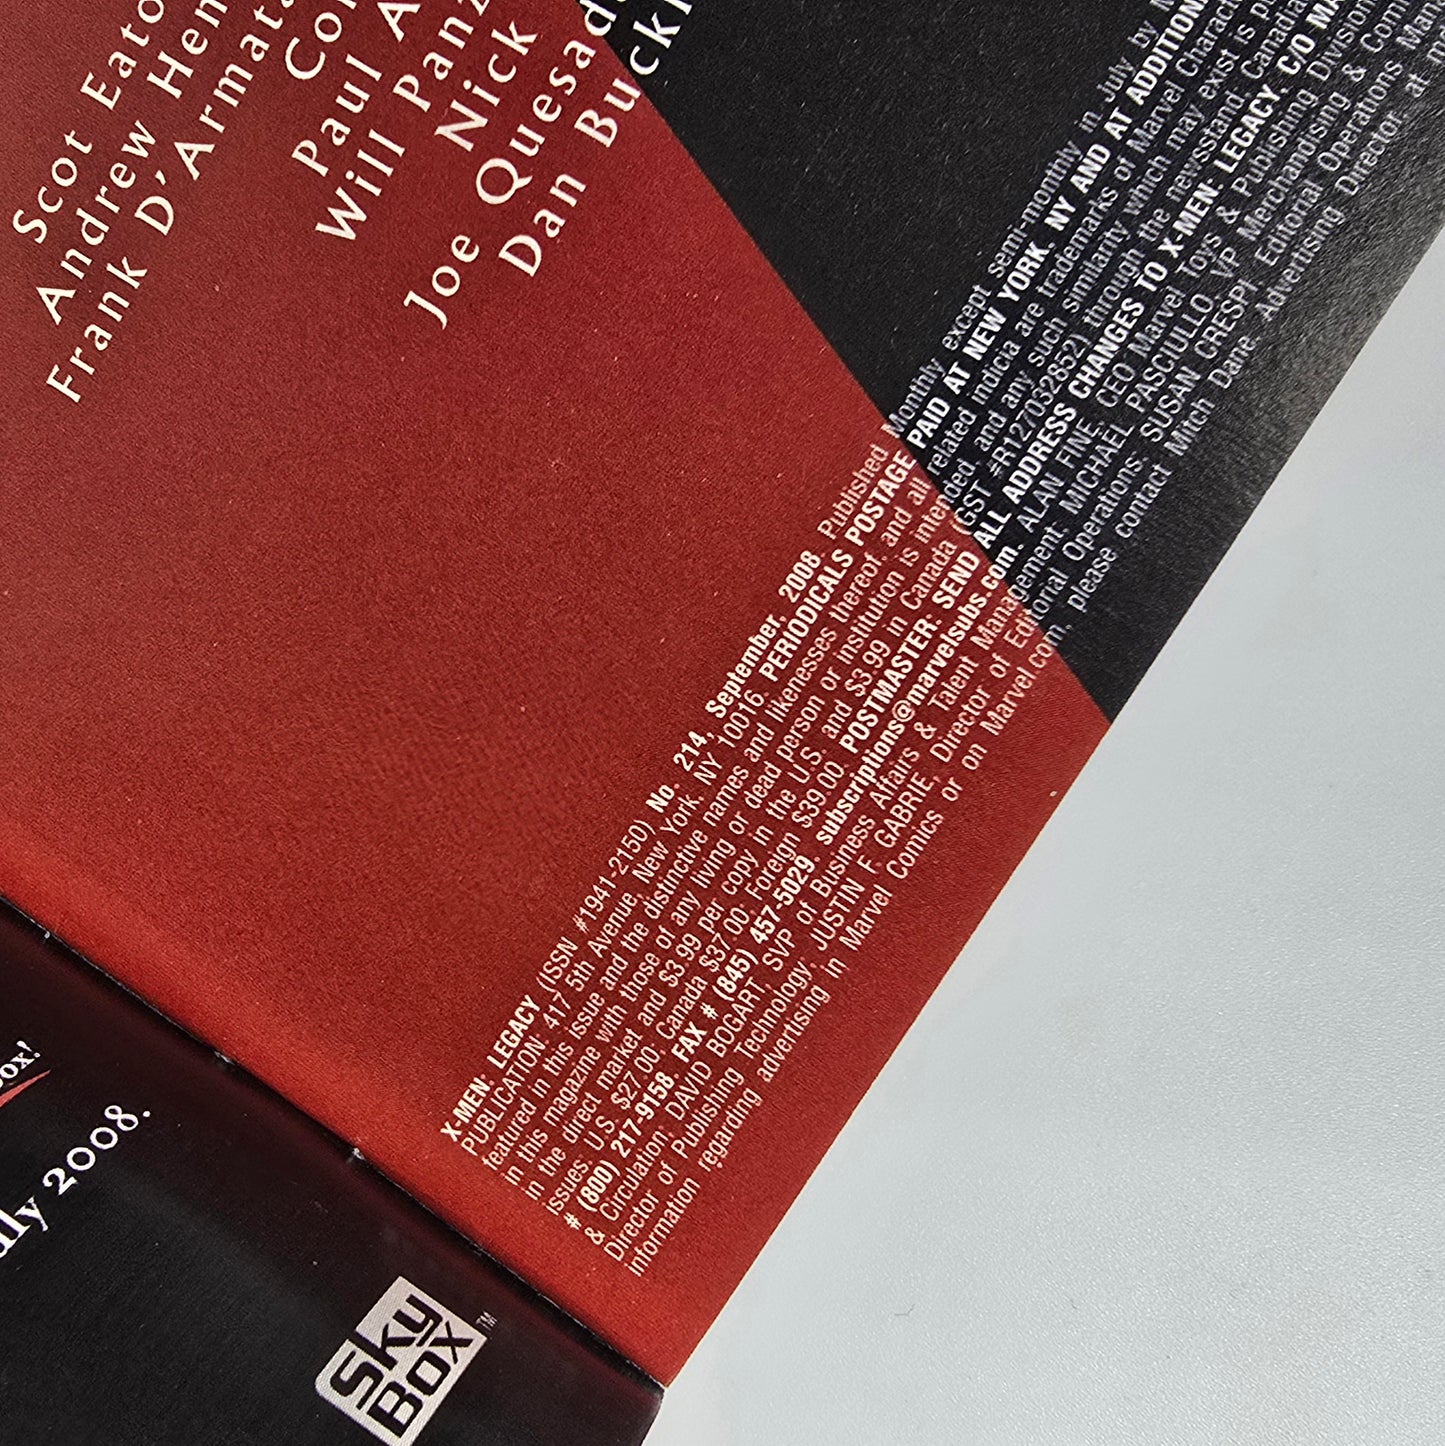 Scot Eato
Andrew Hen
Frank D'Armata
Co
Paul A
Will Panz
Nick
Joe Quesad
Dan Buckl
X-MEN: LEGACY (ISSN #1941-2150) No. 214, September, 2008. Published Monthly except semi-monthly in July by M
PUBLICATION: 417 5th Avenue, New York, NY 10016. PERIODICALS POSTAGE PAID AT NEW YORK, NY AND AT ADDITION
featured in this issue and the distinctive names and likenesses thereof, and all related indicia are trademarks of Marvel Charact
in this magazine with those of any living or dead person or institution is intended, and any such similarity which may exist is p
in the direct market and $3.99 per copy in the U.S. and $3.99 in Canada (GST #R127032852) through the newsstand. Canadia
issues: U.S. $27.00; Canada $37.00; Foreign $39.00. POSTMASTER: SEND ALL ADDRESS CHANGES TO X-MEN: LEGACY, C/O MA
# (800) 217-9158. FAX # (845) 457-5029. subscriptions@marvelsubs.com. ALAN FINE, CEO Marvel Toys & Publishing Division
& Circulation; DAVID BOGART, SVP of Business Affairs & Talent Management; MICHAEL PASCIULLO, VP Merchandising & Comm
Director of Publishing Technology; JUSTIN F. GABRIE, Director of Editorial Operations; SUSAN CRESPI, Editorial Operations Man
information regarding advertising in Marvel Comics or on Marvel.com, please contact Mitch Dane, Advertising Director, at
ox!
uly 2008.
SkyBOX™